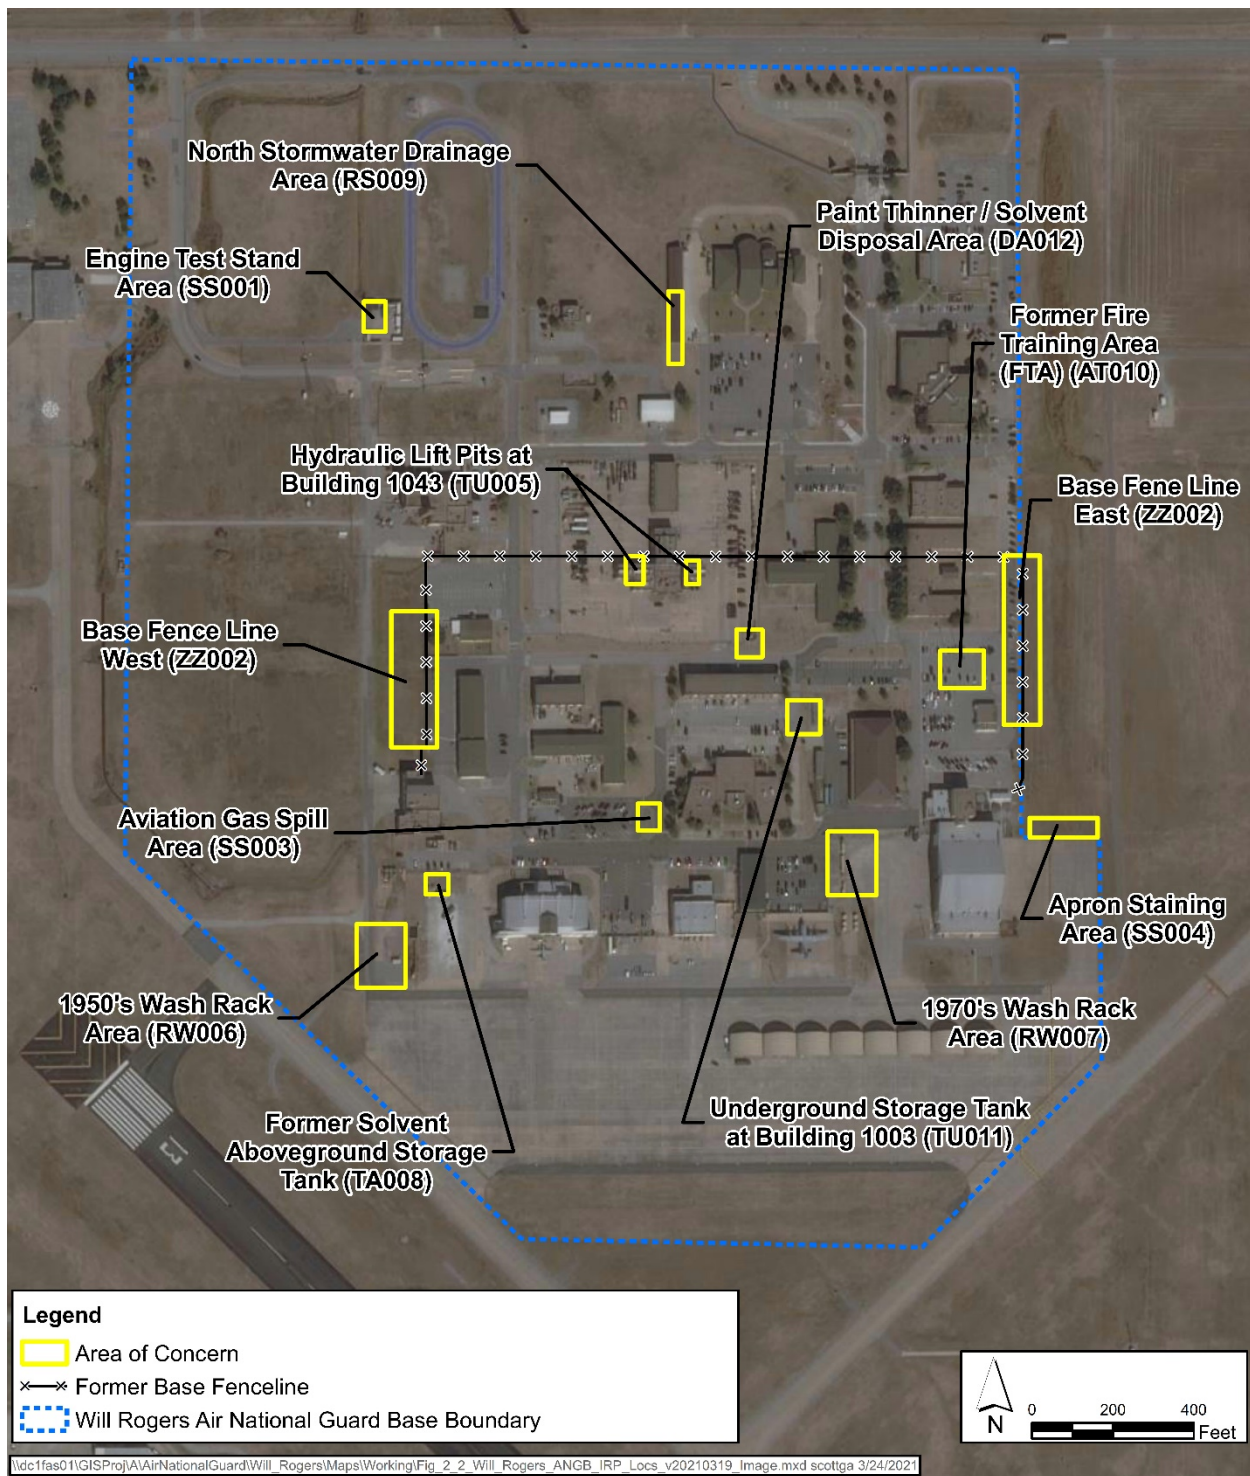 North Stormwater Drainage
Area (RS009)
Paint Thinner / Solvent
Disposal Area (DA012)
Engine Test Stand
Area (SS001)
Former Fire
Training Area
(FTA) (AT010)
Hydraulic Lift Pits at
Building 1043 (TU005)
Base Fene Line
East (ZZ002)
Base Fence Line
West (ZZ002)
Aviation Gas Spill
Area (SS003)
Apron Staining
Area (SS004)
1950's Wash Rack
Area (RW006)
1970's Wash Rack
Area (RW007)
Former Solvent
Aboveground Storage
Tank (TA008)
Underground Storage Tank
at Building 1003 (TU011)
13
Legend
Area of Concern
Former Base Fenceline
Will Rogers Air National Guard Base Boundary
N
0 200 400
Feet
\\dc1fas01\GISProj\A\AirNationalGuard\Will_Rogers\Maps\Working\Fig_2_2_Will_Rogers_ANGB_IRP_Locs_v20210319_Image.mxd scottga 3/24/2021